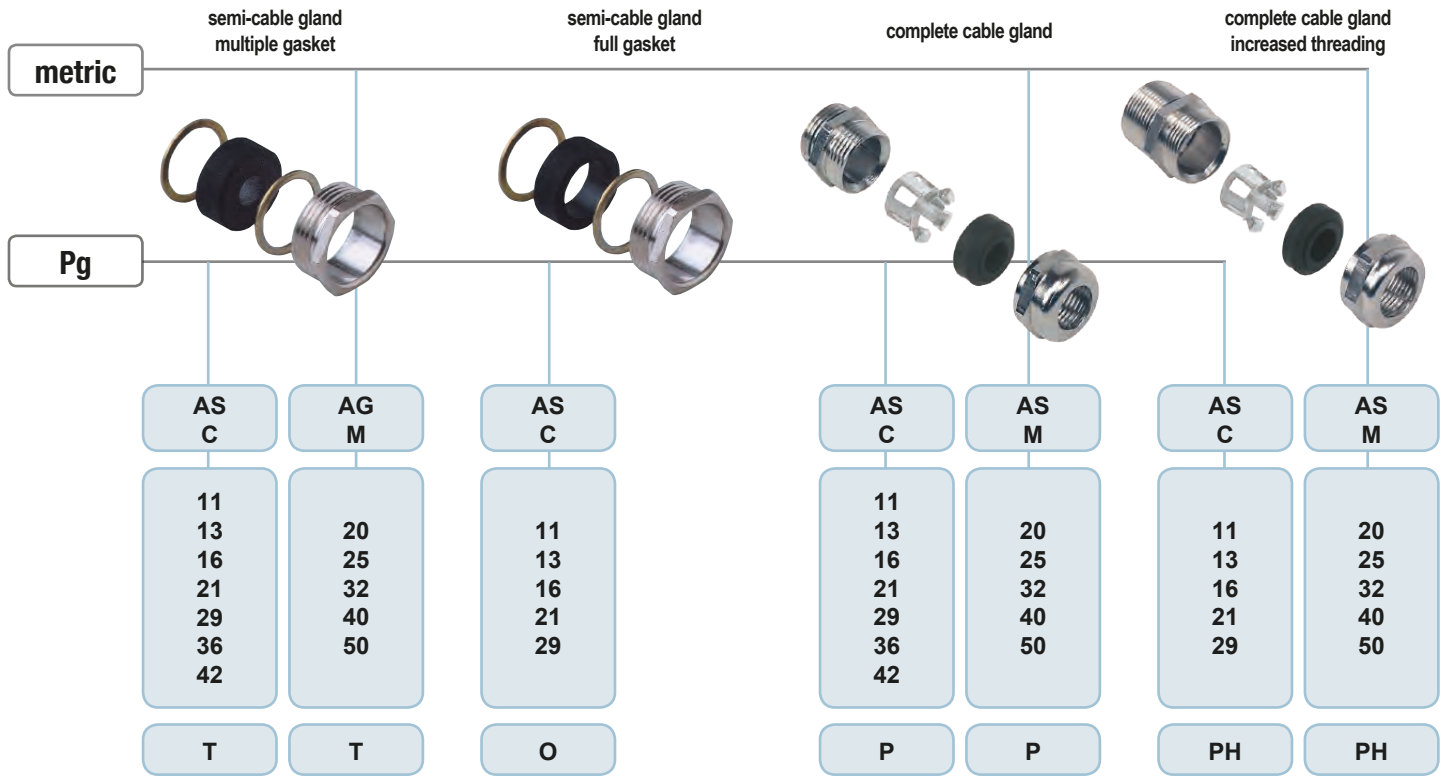 semi-cable gland
multiple gasket
semi-cable gland
full gasket
complete cable gland
complete cable gland
increased threading
metric
Pg
AS
C
AG
M
AS
C
AS
C
AS
M
AS
C
AS
M
11
13
16
21
29
36
42
20
25
32
40
50
11
13
16
21
29
11
13
16
21
29
36
42
20
25
32
40
50
11
13
16
21
29
20
25
32
40
50
T
T
O
P
P
PH
PH